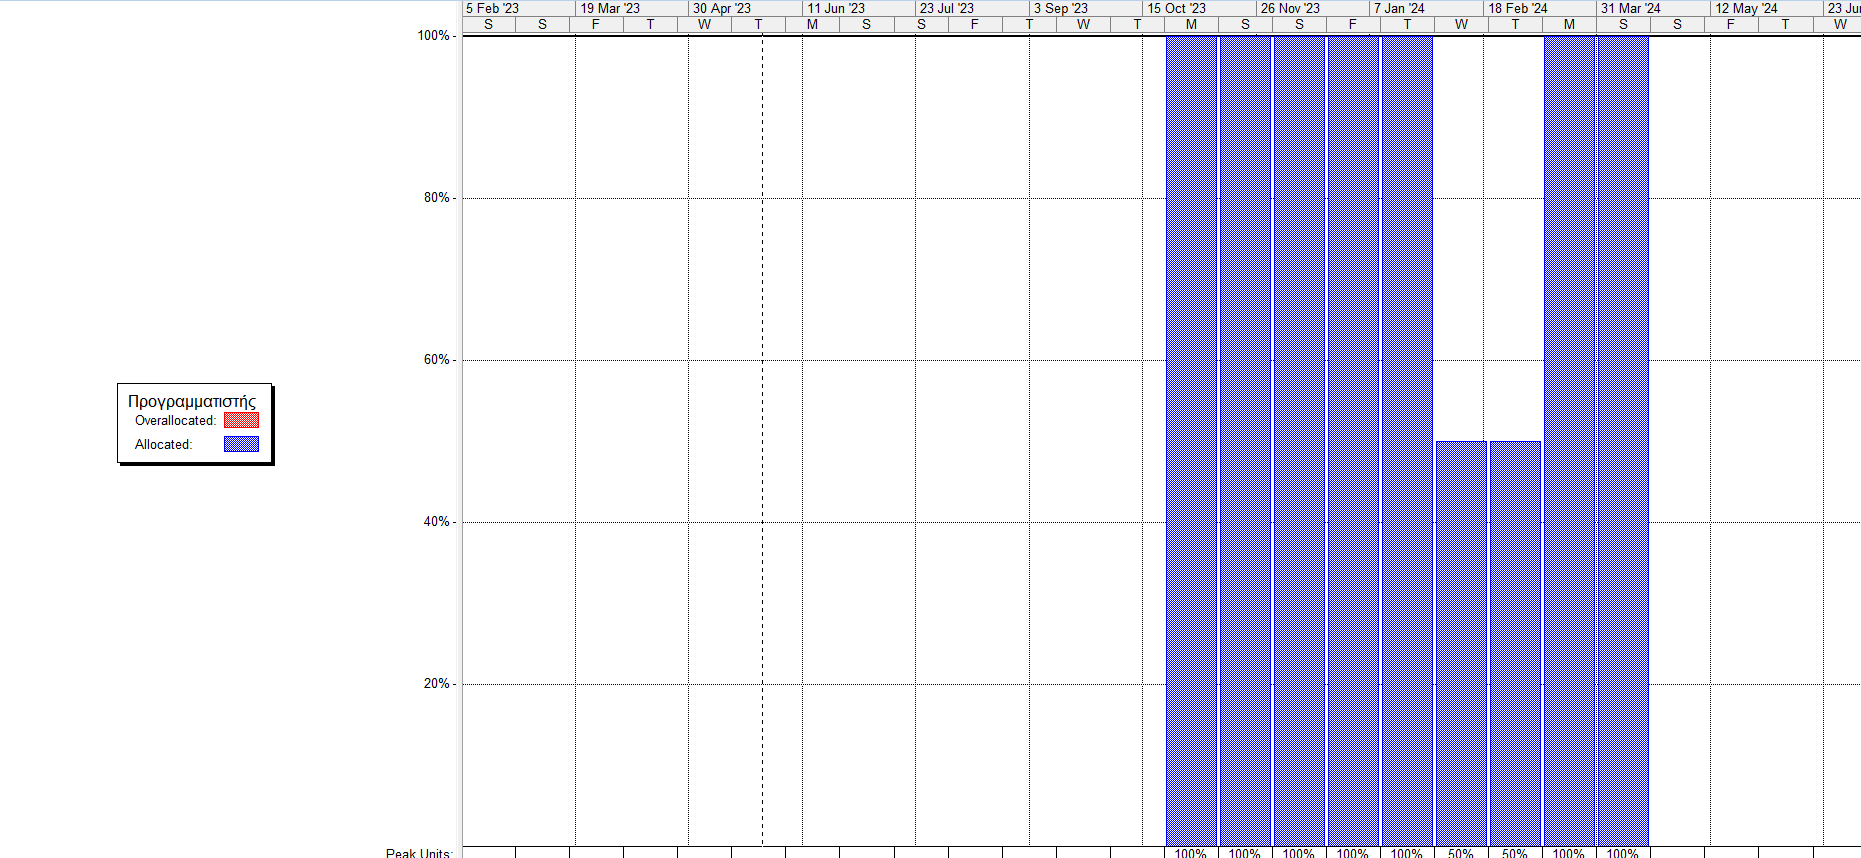 5 Feb '23 19 Mar '23 30 Apr '23 11 Jun '23 23 Jul '23 3 Sep '23 15 Oct '23 26 Nov '23 7 Jan '24 18 Feb '24 31 Mar '24 12 May '24 23 Ju
S S F T W T M S S F T W T M S S F T W T M S S F T W
100%
80%
60%
Προγραμματιστής
Overallocated:
Allocated:
40%
20%
Peak Units: 100% 100% 100% 100% 100% 50% 50% 100% 100%